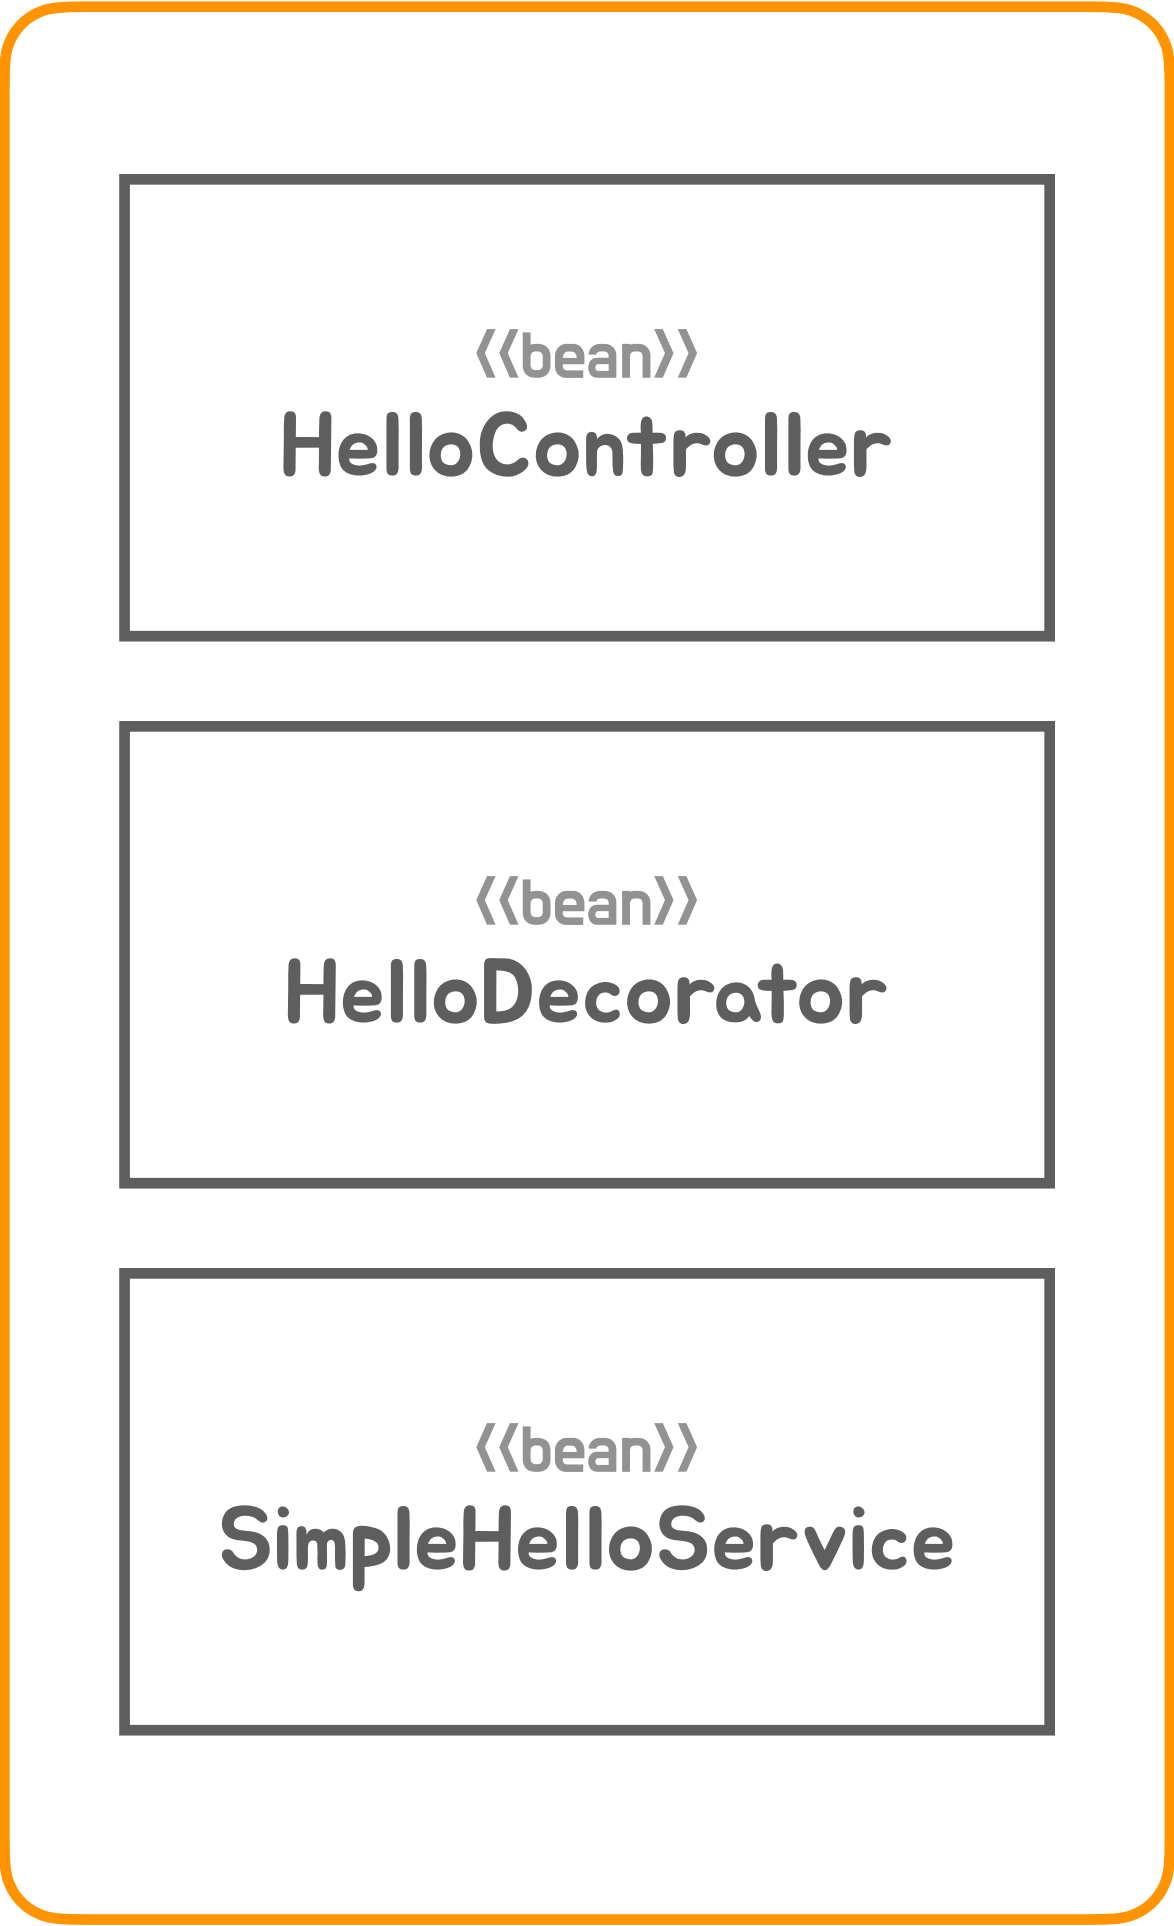 <<bean>>
HelloController
<<bean>>
HelloDecorator
<<bean>>
SimpleHelloService